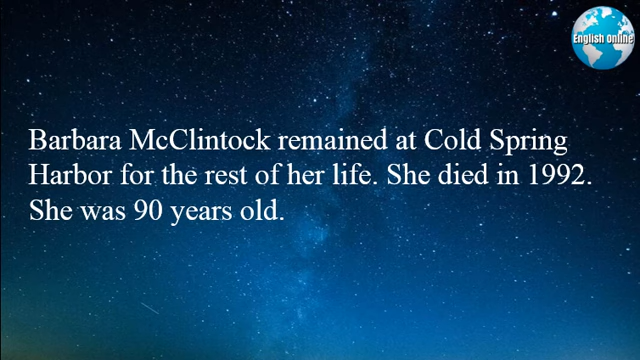 English Online
Barbara McClintock remained at Cold Spring
Harbor for the rest of her life. She died in 1992.
She was 90 years old.